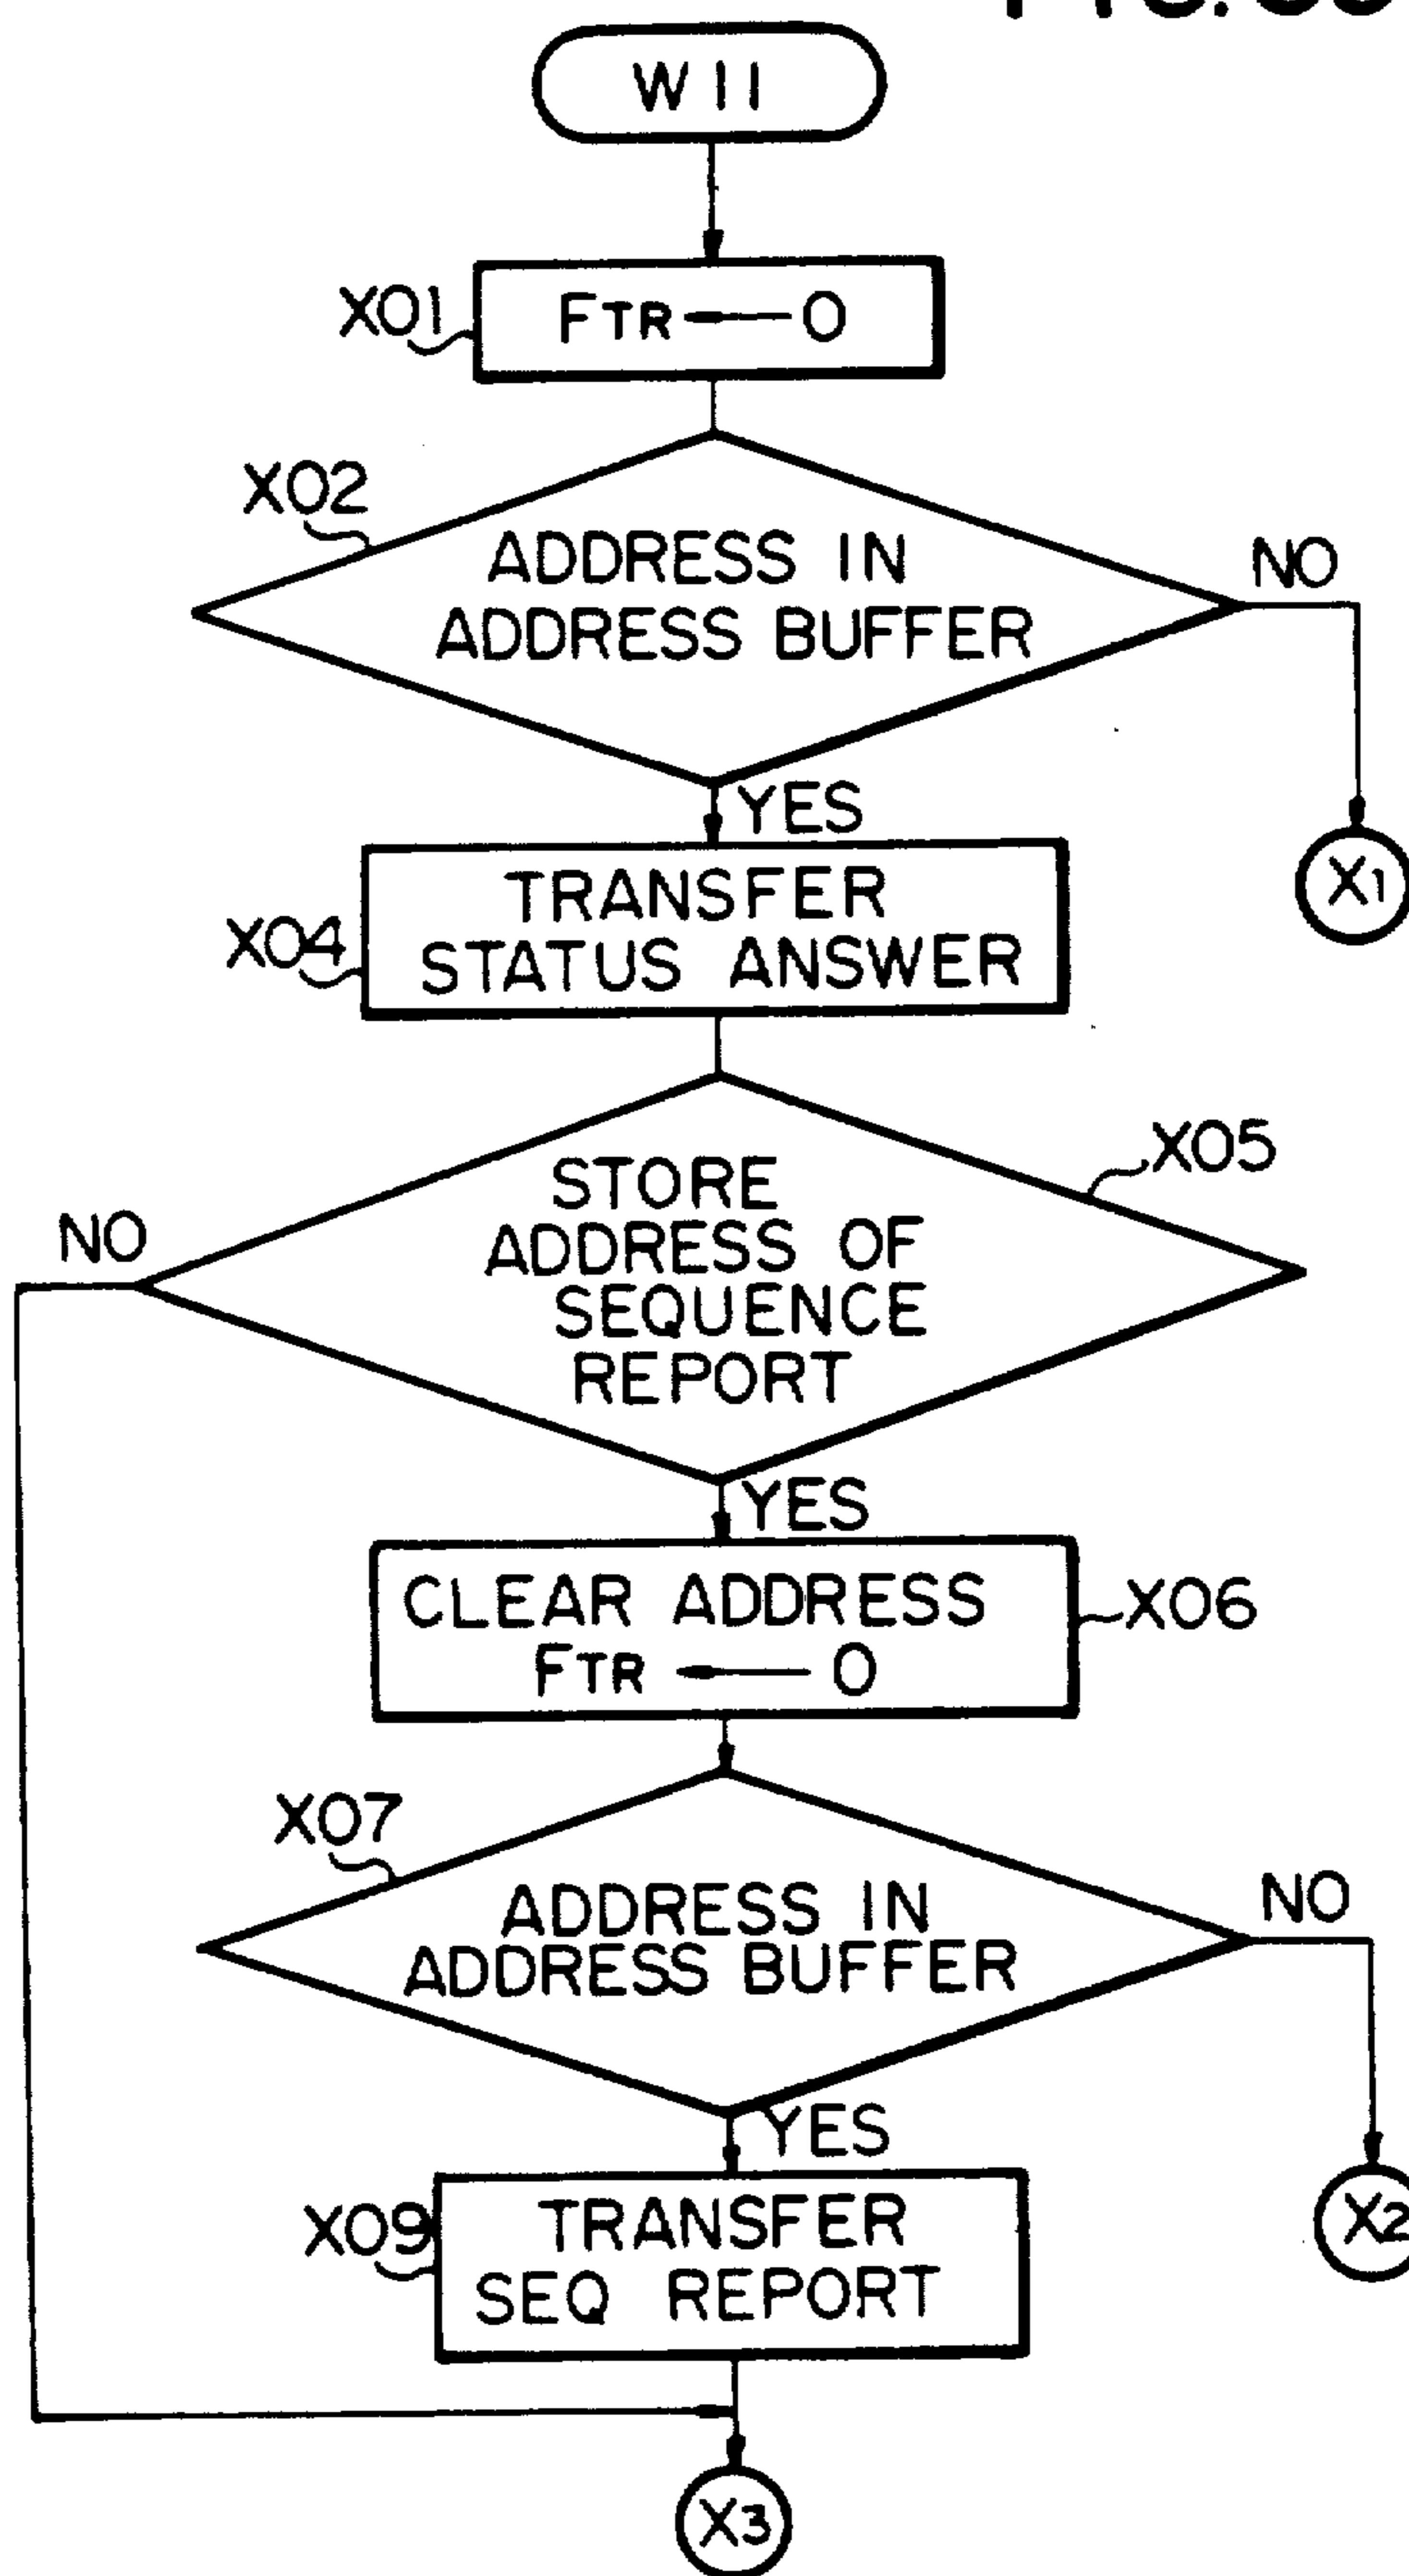 W11
X01
FTR ← 0
X02
ADDRESS IN
ADDRESS BUFFER
NO
YES
X1
X04
TRANSFER
STATUS ANSWER
X05
STORE
ADDRESS OF
SEQUENCE
REPORT
NO
YES
CLEAR ADDRESS
FTR ← 0
X06
X07
ADDRESS IN
ADDRESS BUFFER
NO
YES
X2
X09
TRANSFER
SEQ REPORT
X3